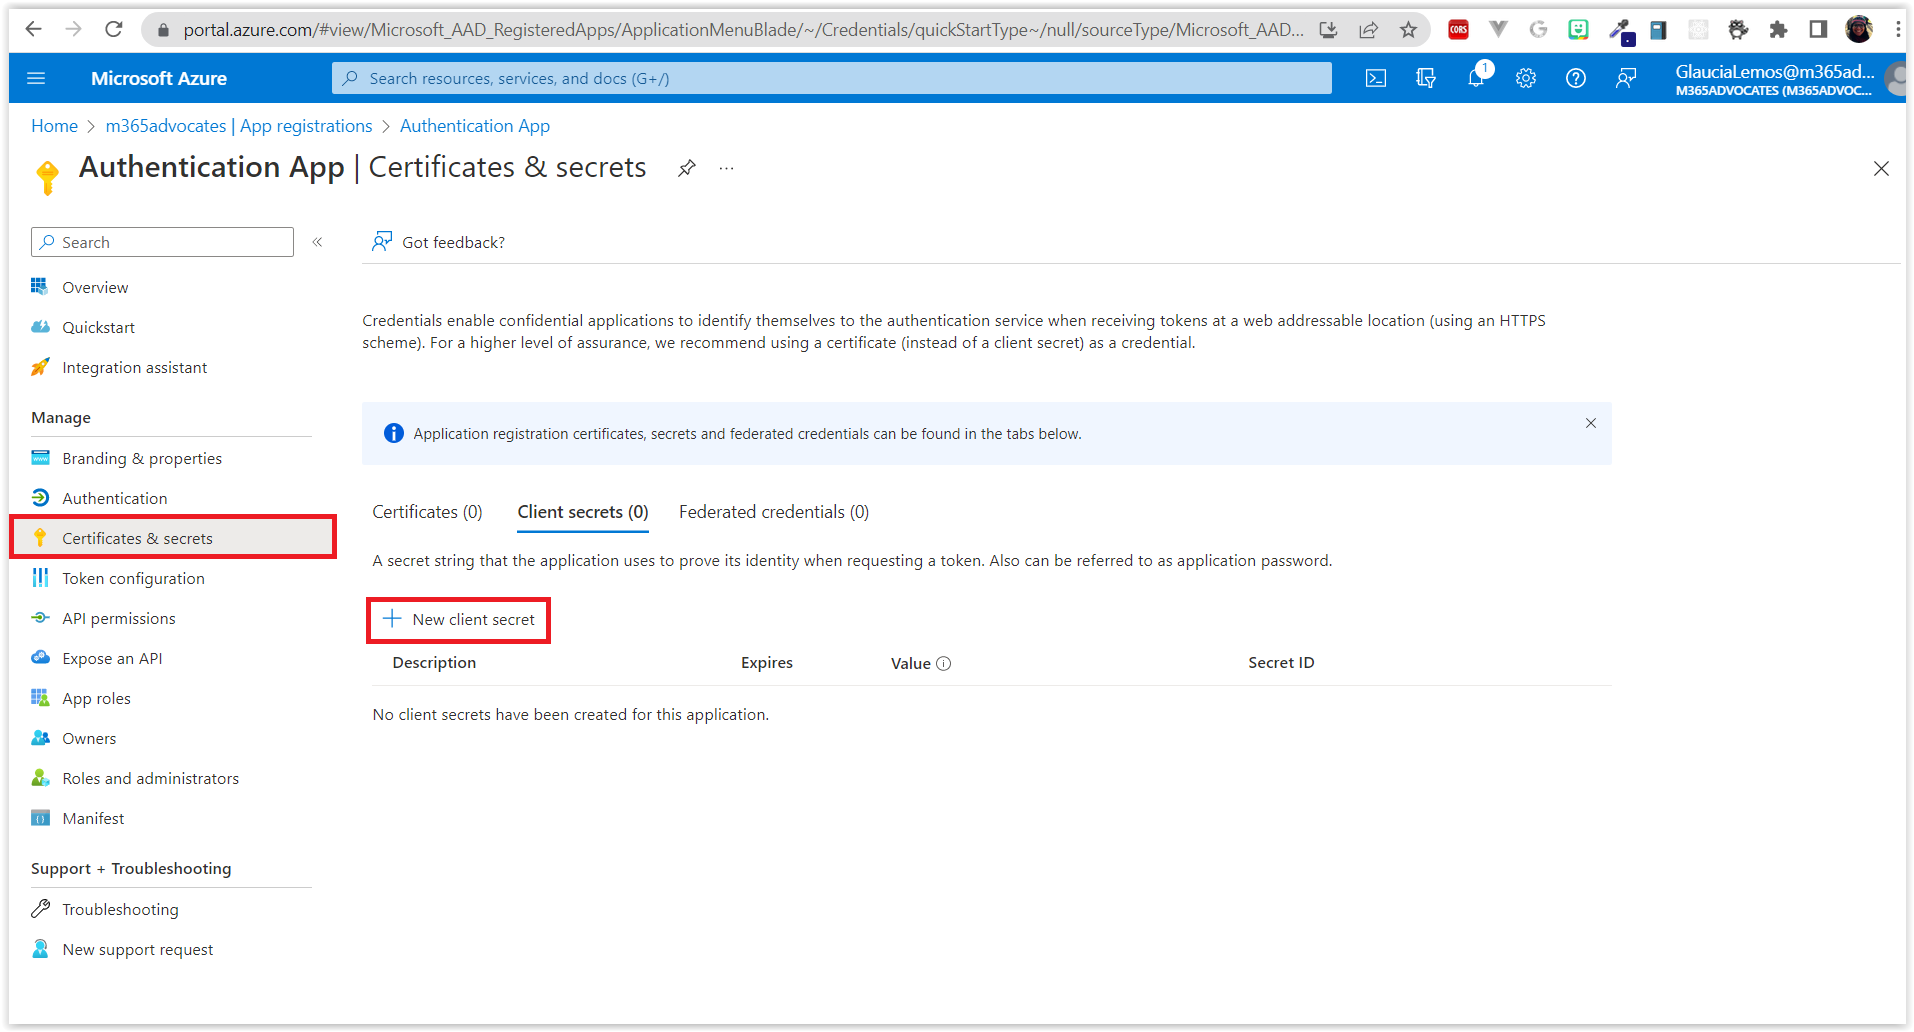 portal.azure.com/#view/Microsoft_AAD_RegisteredApps/ApplicationMenuBlade/~/Credentials/quickStartType~/null/sourceType/Microsoft_AAD...
CORS
G
Microsoft Azure
Search resources, services, and docs (G+/)
1
GlauciaLemos@m365ad...
M365ADVOCATES (M365ADVOC...
Home > m365advocates | App registrations > Authentication App
Authentication App | Certificates & secrets
...
Search
«
Got feedback?
Overview
Quickstart
Integration assistant
Credentials enable confidential applications to identify themselves to the authentication service when receiving tokens at a web addressable location (using an HTTPS
scheme). For a higher level of assurance, we recommend using a certificate (instead of a client secret) as a credential.
Manage
Branding & properties
Authentication
Certificates & secrets
Token configuration
API permissions
Expose an API
App roles
Owners
Roles and administrators
Manifest
Support + Troubleshooting
Troubleshooting
New support request
Application registration certificates, secrets and federated credentials can be found in the tabs below.
Certificates (0) Client secrets (0) Federated credentials (0)
A secret string that the application uses to prove its identity when requesting a token. Also can be referred to as application password.
New client secret
Description Expires Value Secret ID
No client secrets have been created for this application.